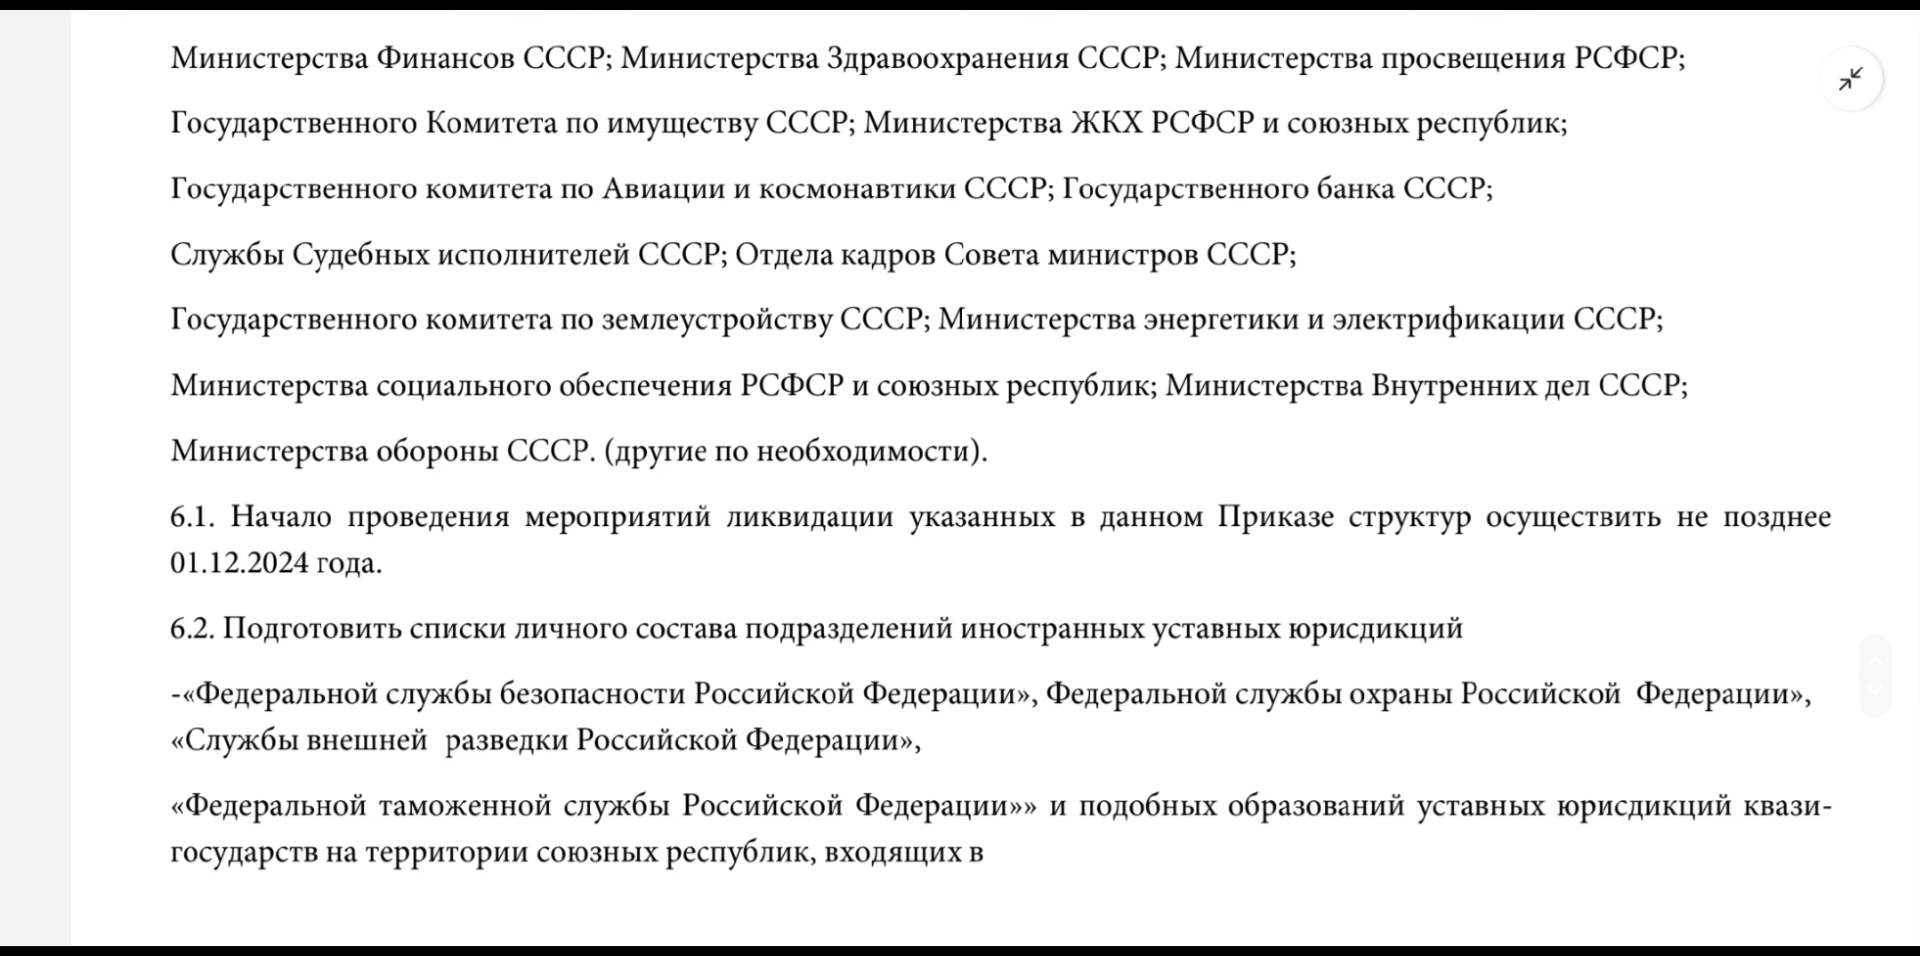 Министерства Финансов СССР; Министерства Здравоохранения СССР; Министерства просвещения РСФСР;
Государственного Комитета по имуществу СССР; Министерства ЖКХ РСФСР и союзных республик;
Государственного комитета по Авиации и космонавтики СССР; Государственного банка СССР;
Службы Судебных исполнителей СССР; Отдела кадров Совета министров СССР;
Государственного комитета по землеустройству СССР; Министерства энергетики и электрификации СССР;
Министерства социального обеспечения РСФСР и союзных республик; Министерства Внутренних дел СССР;
Министерства обороны СССР. (другие по необходимости).
6.1. Начало проведения мероприятий ликвидации указанных в данном Приказе структур осуществить не позднее
01.12.2024 года.
6.2. Подготовить списки личного состава подразделений иностранных уставных юрисдикций
-«Федеральной службы безопасности Российской Федерации», Федеральной службы охраны Российской Федерации»,
«Службы внешней разведки Российской Федерации»,
«Федеральной таможенной службы Российской Федерации»» и подобных образований уставных юрисдикций квази-
государств на территории союзных республик, входящих в